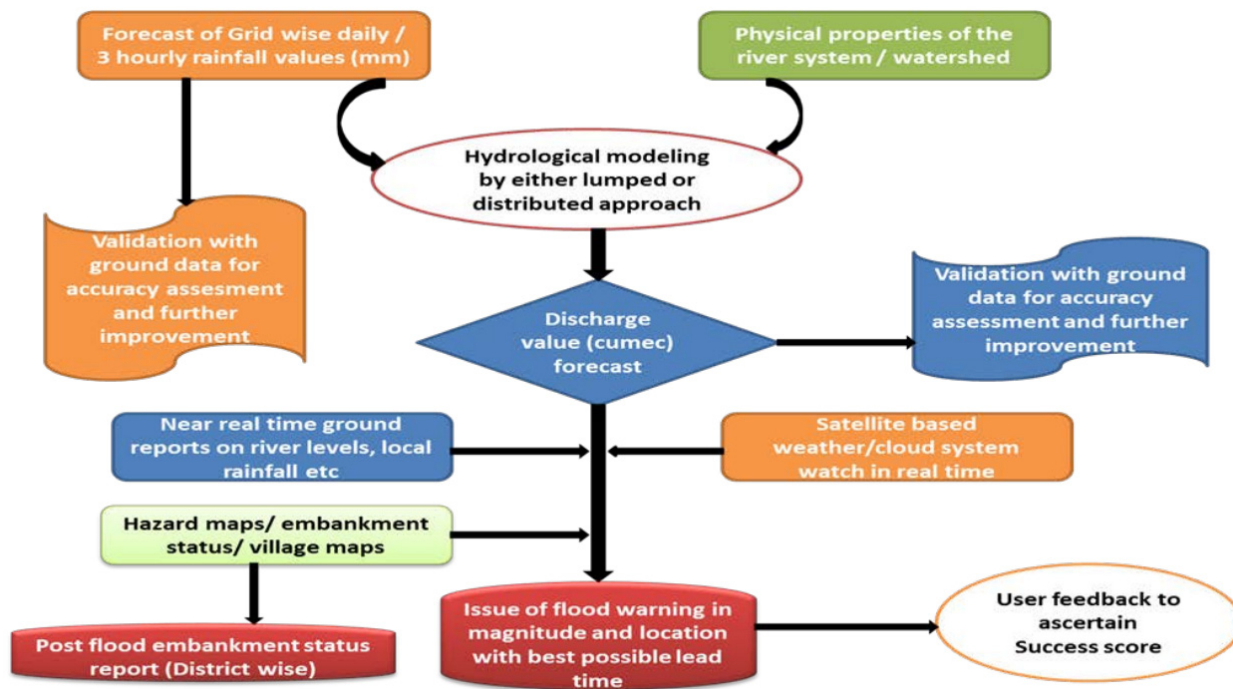 Forecast of Grid wise daily /
3 hourly rainfall values (mm)
Physical properties of the
river system / watershed
Hydrological modeling
by either lumped or
distributed approach
Validation with
ground data for
accuracy assesment
and further
improvement
Discharge
value (cumec)
forecast
Validation with ground
data for accuracy
assessment and further
improvement
Near real time ground
reports on river levels, local
rainfall etc
Satellite based
weather/cloud system
watch in real time
Hazard maps/ embankment
status/ village maps
Post flood embankment status
report (District wise)
Issue of flood warning in
magnitude and location
with best possible lead
time
User feedback to
ascertain
Success score